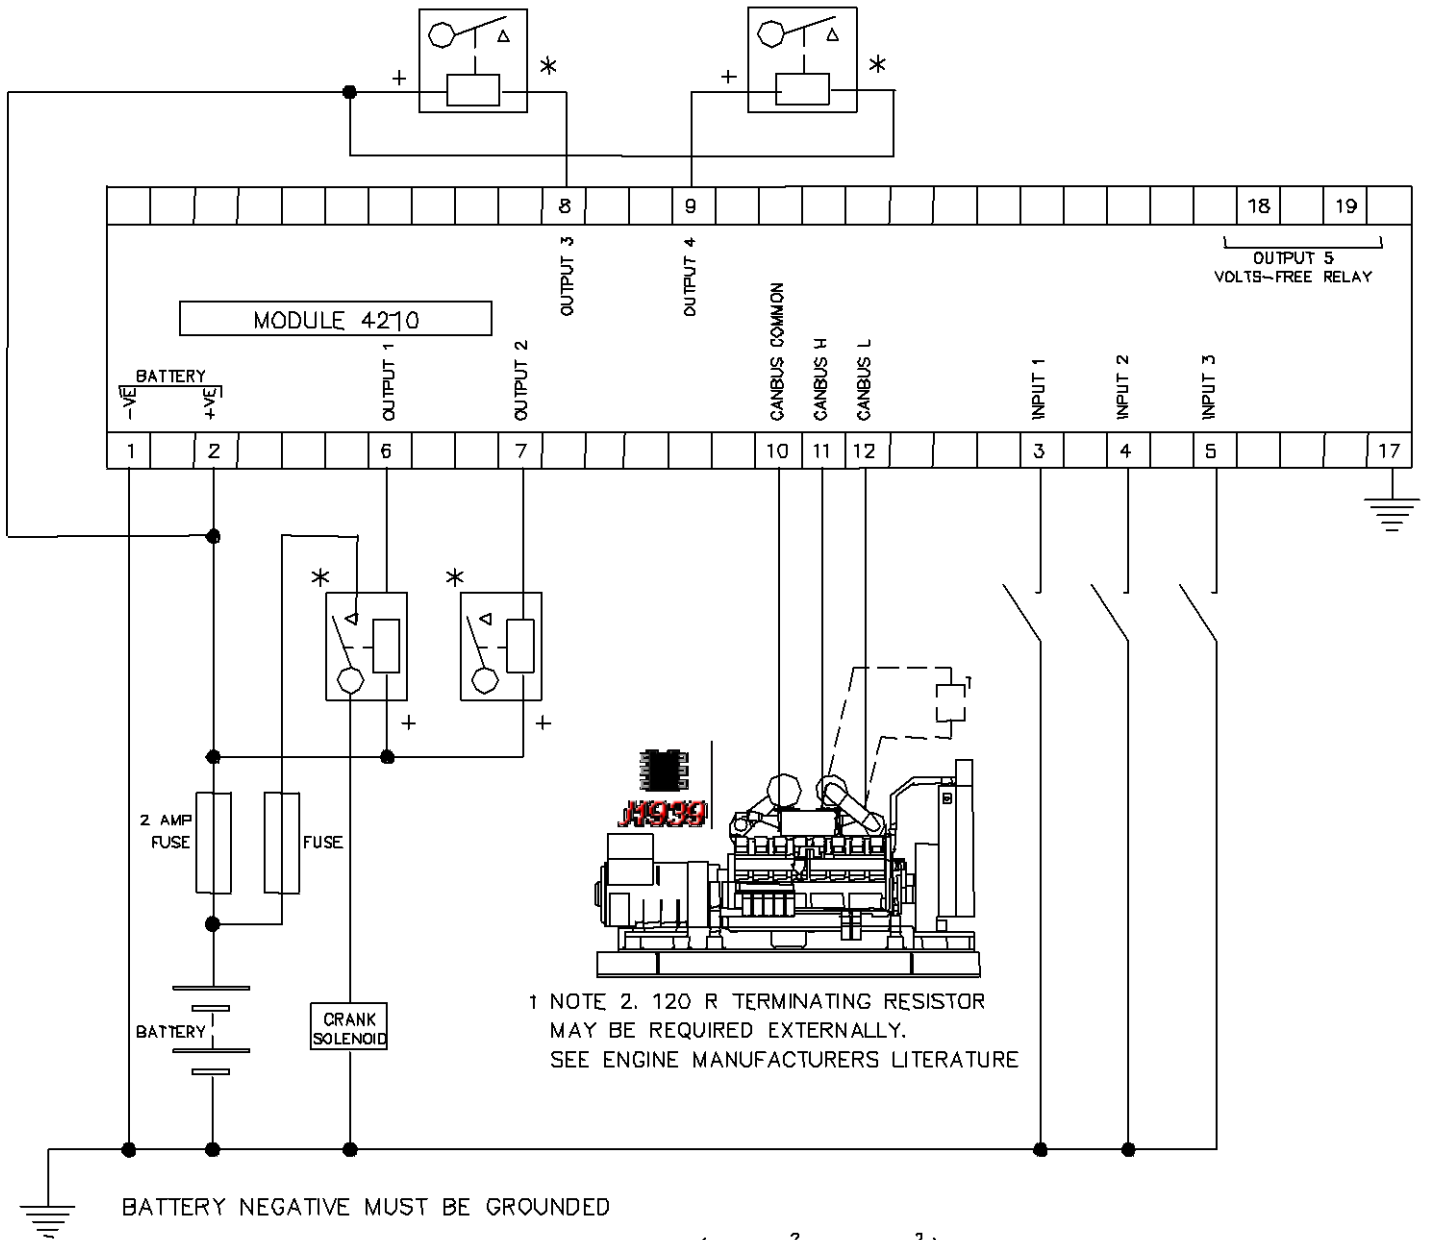 + * + *
8 9 18 19
OUTPUT 3
OUTPUT 4
OUTPUT 5
VOLTS-FREE RELAY
MODULE 4210
BATTERY
-VE
+VE
OUTPUT 1
OUTPUT 2
CANBUS COMMON
CANBUS H
CANBUS L
INPUT 1
INPUT 2
INPUT 3
1 2 6 7 10 11 12 3 4 5 17
* *
+ +
1
J1939
2 AMP
FUSE
FUSE
BATTERY
CRANK
SOLENOID
1 NOTE 2. 120 R TERMINATING RESISTOR
MAY BE REQUIRED EXTERNALLY.
SEE ENGINE MANUFACTURERS LITERATURE
BATTERY NEGATIVE MUST BE GROUNDED